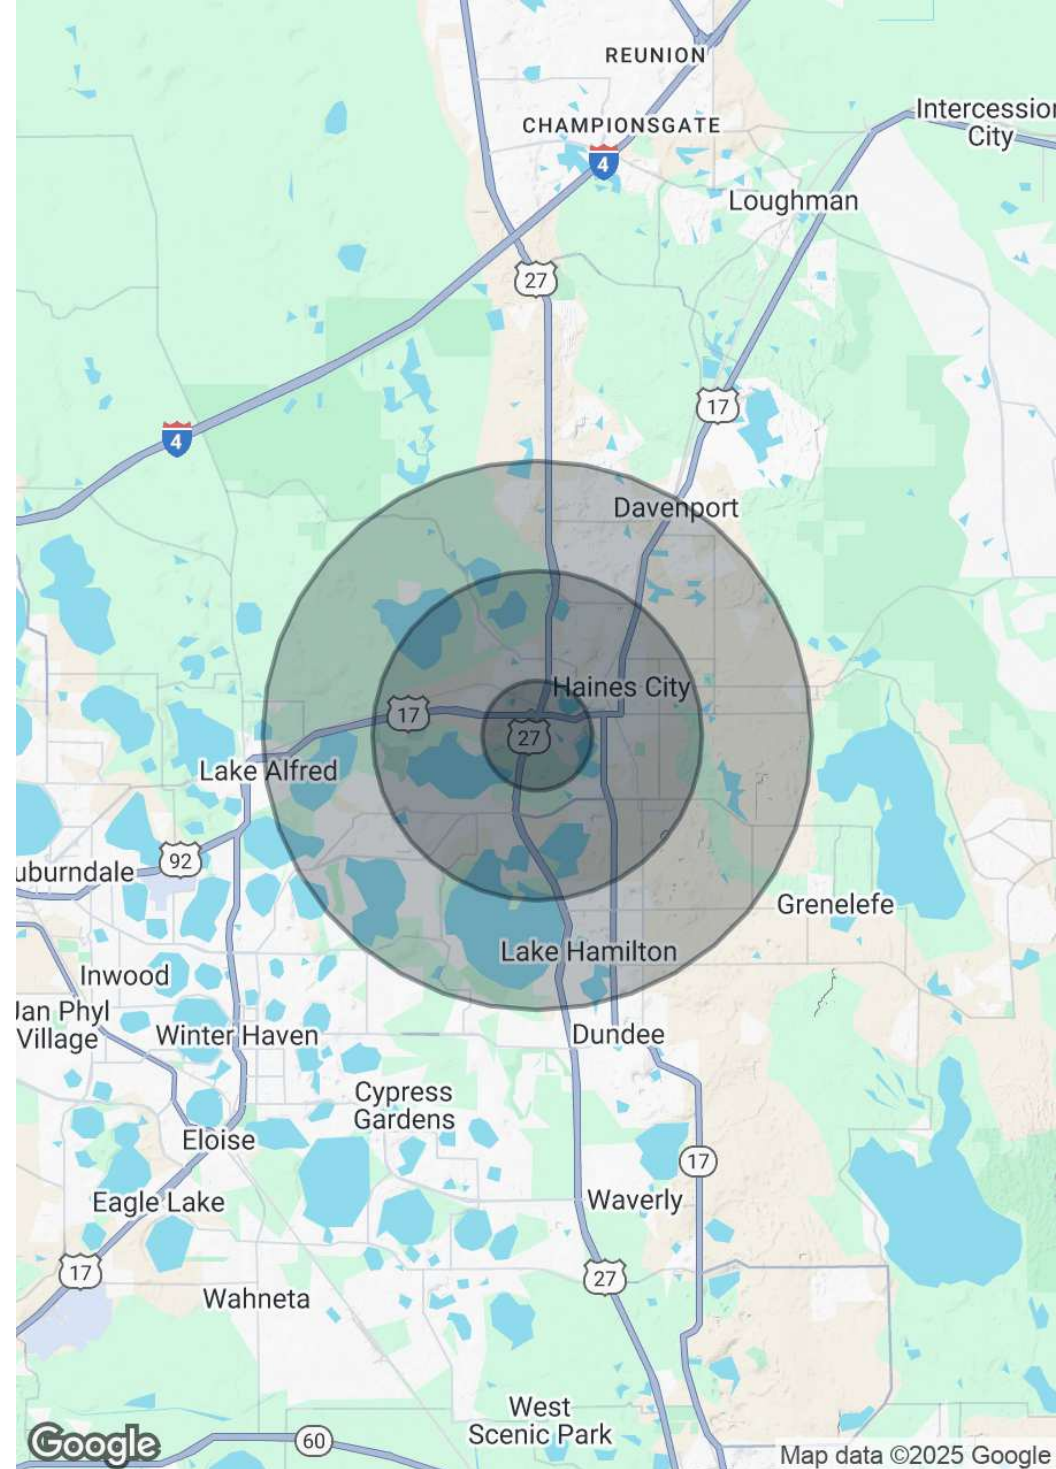 REUNION
Intercession
City
CHAMPIONSGATE
4
Loughman
27
17
4
Davenport
Haines City
17
27
Lake Alfred
92
uburndale
Grenelefe
Lake Hamilton
Inwood
Jan Phyl
Village
Winter Haven
Dundee
Cypress
Gardens
Eloise
17
Waverly
Eagle Lake
17
27
Wahneta
West
Scenic Park
60
Google
Map data ©2025 Google